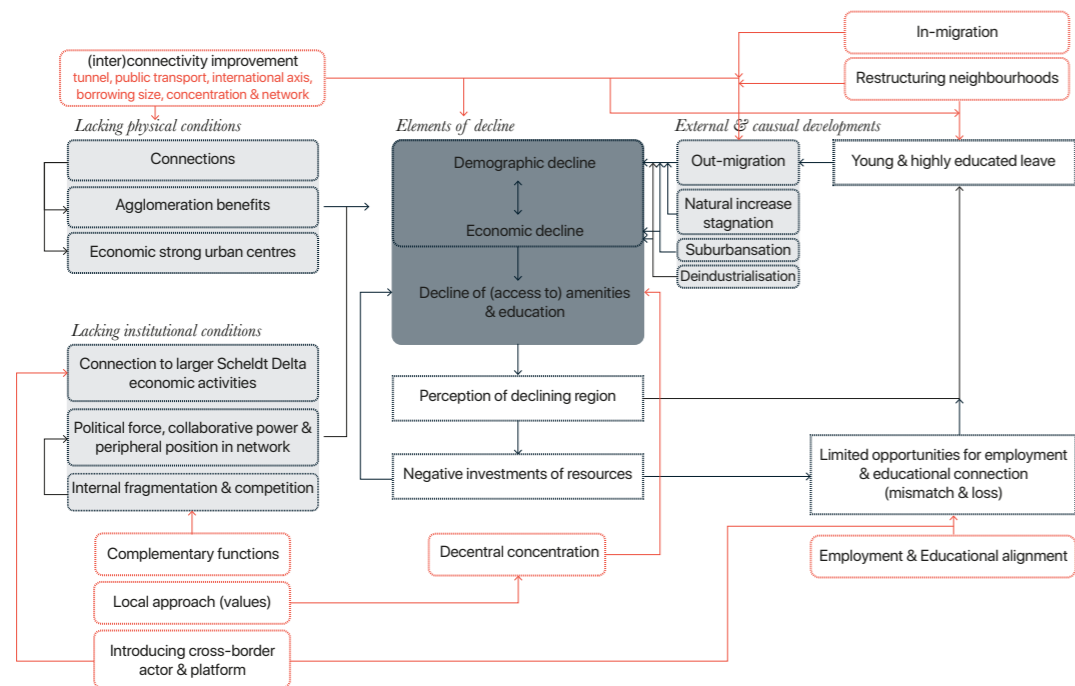 (inter)connectivity improvement
tunnel, public transport, international axis,
borrowing size, concentration & network
In-migration
Restructuring neighbourhoods
Lacking physical conditions
Connections
Agglomeration benefits
Economic strong urban centres
Elements of decline
Demographic decline
Economic decline
Decline of (access to) amenities
& education
External & causual developments
Out-migration
Natural increase
stagnation
Suburbansation
Deindustrialisation
Young & highly educated leave
Lacking institutional conditions
Connection to larger Scheldt Delta
economic activities
Political force, collaborative power &
peripheral position in network
Internal fragmentation & competition
Perception of declining region
Negative investments of resources
Limited opportunities for employment
& educational connection
(mismatch & loss)
Complementary functions
Decentral concentration
Employment & Educational alignment
Local approach (values)
Introducing cross-border
actor & platform